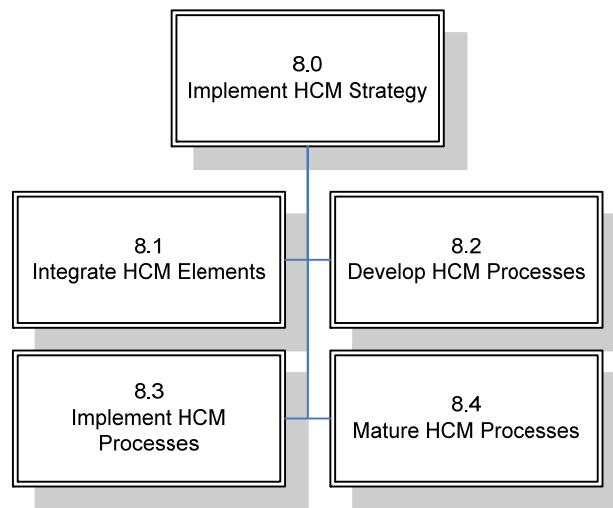 8.0
Implement HCM Strategy
8.1
Integrate HCM Elements
8.2
Develop HCM Processes
8.3
Implement HCM
Processes
8.4
Mature HCM Processes